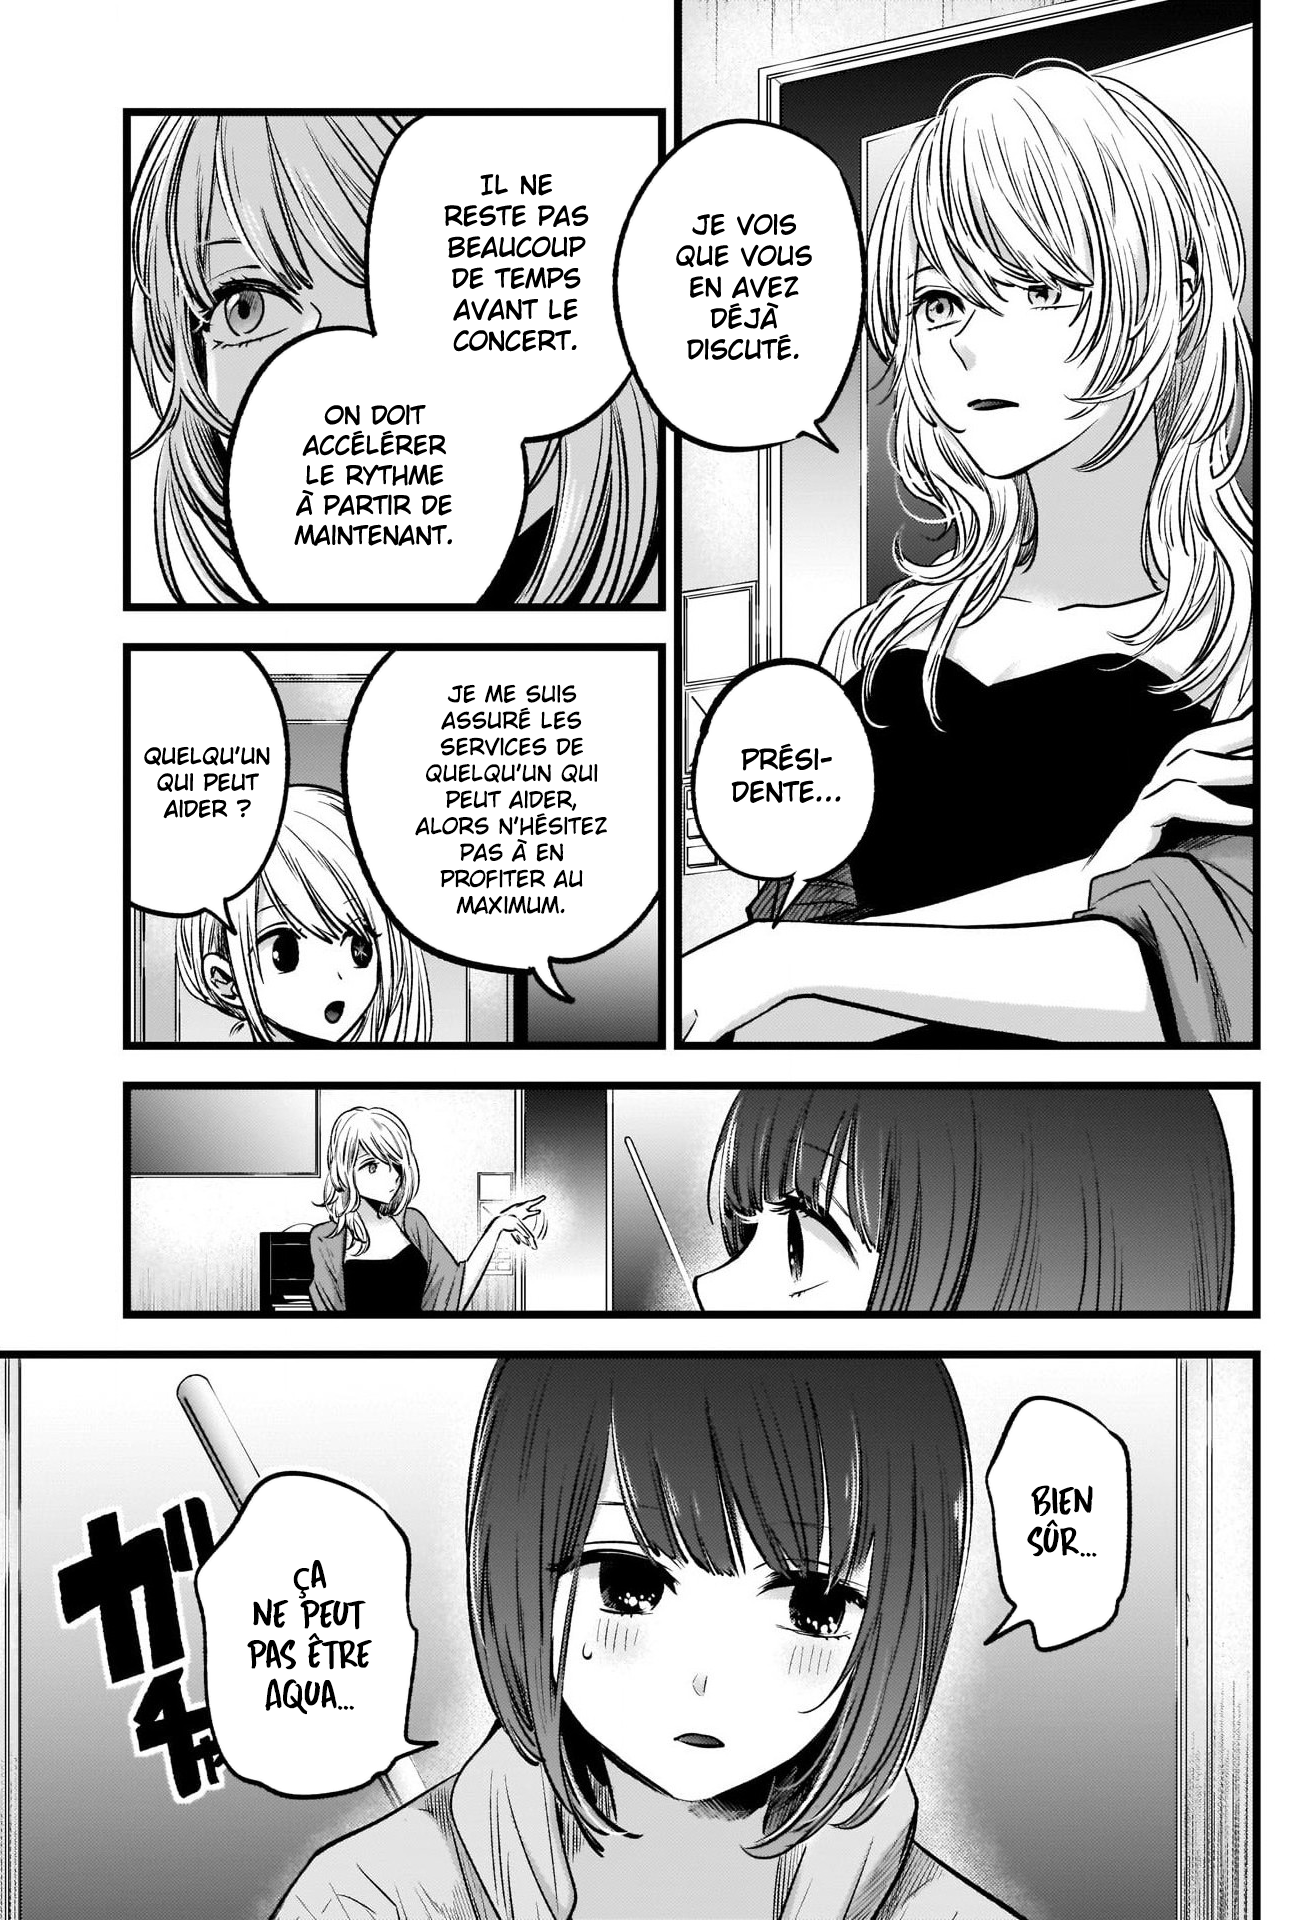 JE VOIS
QUE VOUS
EN AVEZ
DÉJÀ
DISCUTÉ.
PRÉSI-
DENTE...
IL NE
RESTE PAS
BEAUCOUP
DE TEMPS
AVANT LE
CONCERT.
ON DOIT
ACCÉLÉRER
LE RYTHME
À PARTIR DE
MAINTENANT.
JE ME SUIS
ASSURÉ LES
SERVICES DE
QUELQU'UN QUI
PEUT AIDER,
ALORS N'HÉSITEZ
PAS À EN
PROFITER AU
MAXIMUM.
QUELQU'UN
QUI PEUT
AIDER ?
BIEN
SÛR...
ÇA
NE PEUT
PAS ÊTRE
AQUA...
ガチャ